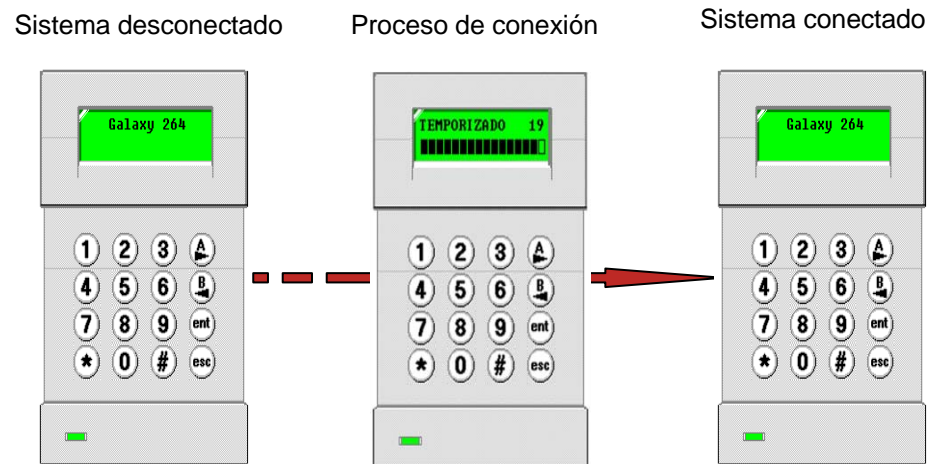 Sistema desconectado
Proceso de conexión
Sistema conectado
Galaxy 264
1 2 3 A
4 5 6 B
7 8 9 ent
* 0 # esc
TEMPORIZADO 19
1 2 3 A
4 5 6 B
7 8 9 ent
* 0 # esc
Galaxy 264
1 2 3 A
4 5 6 B
7 8 9 ent
* 0 # esc